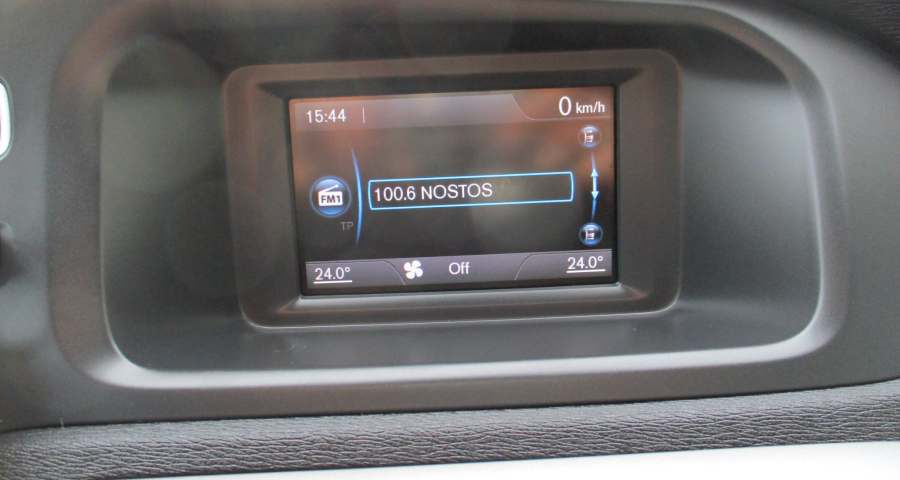 15:44
0 km/h
FM1
100.6 NOSTOS
TP
24.0° Off 24.0°